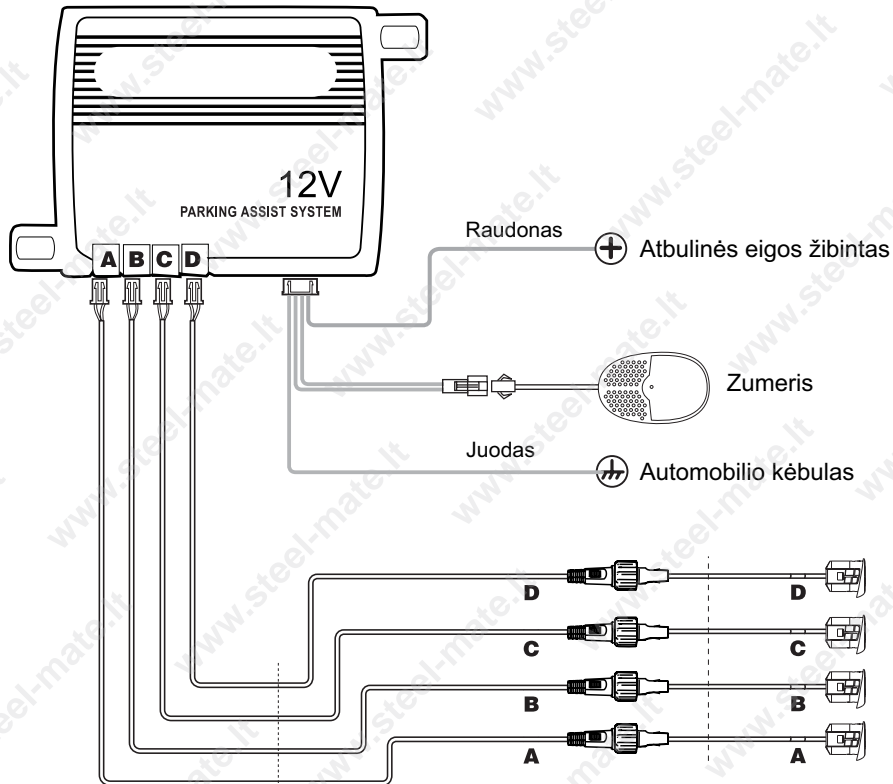 12V
PARKING ASSIST SYSTEM
A B C D
Raudonas
Atbulinės eigos žibintas
Zumeris
Juodas
Automobilio kėbulas
D D
C C
B B
A A
www.steel-mate.lt